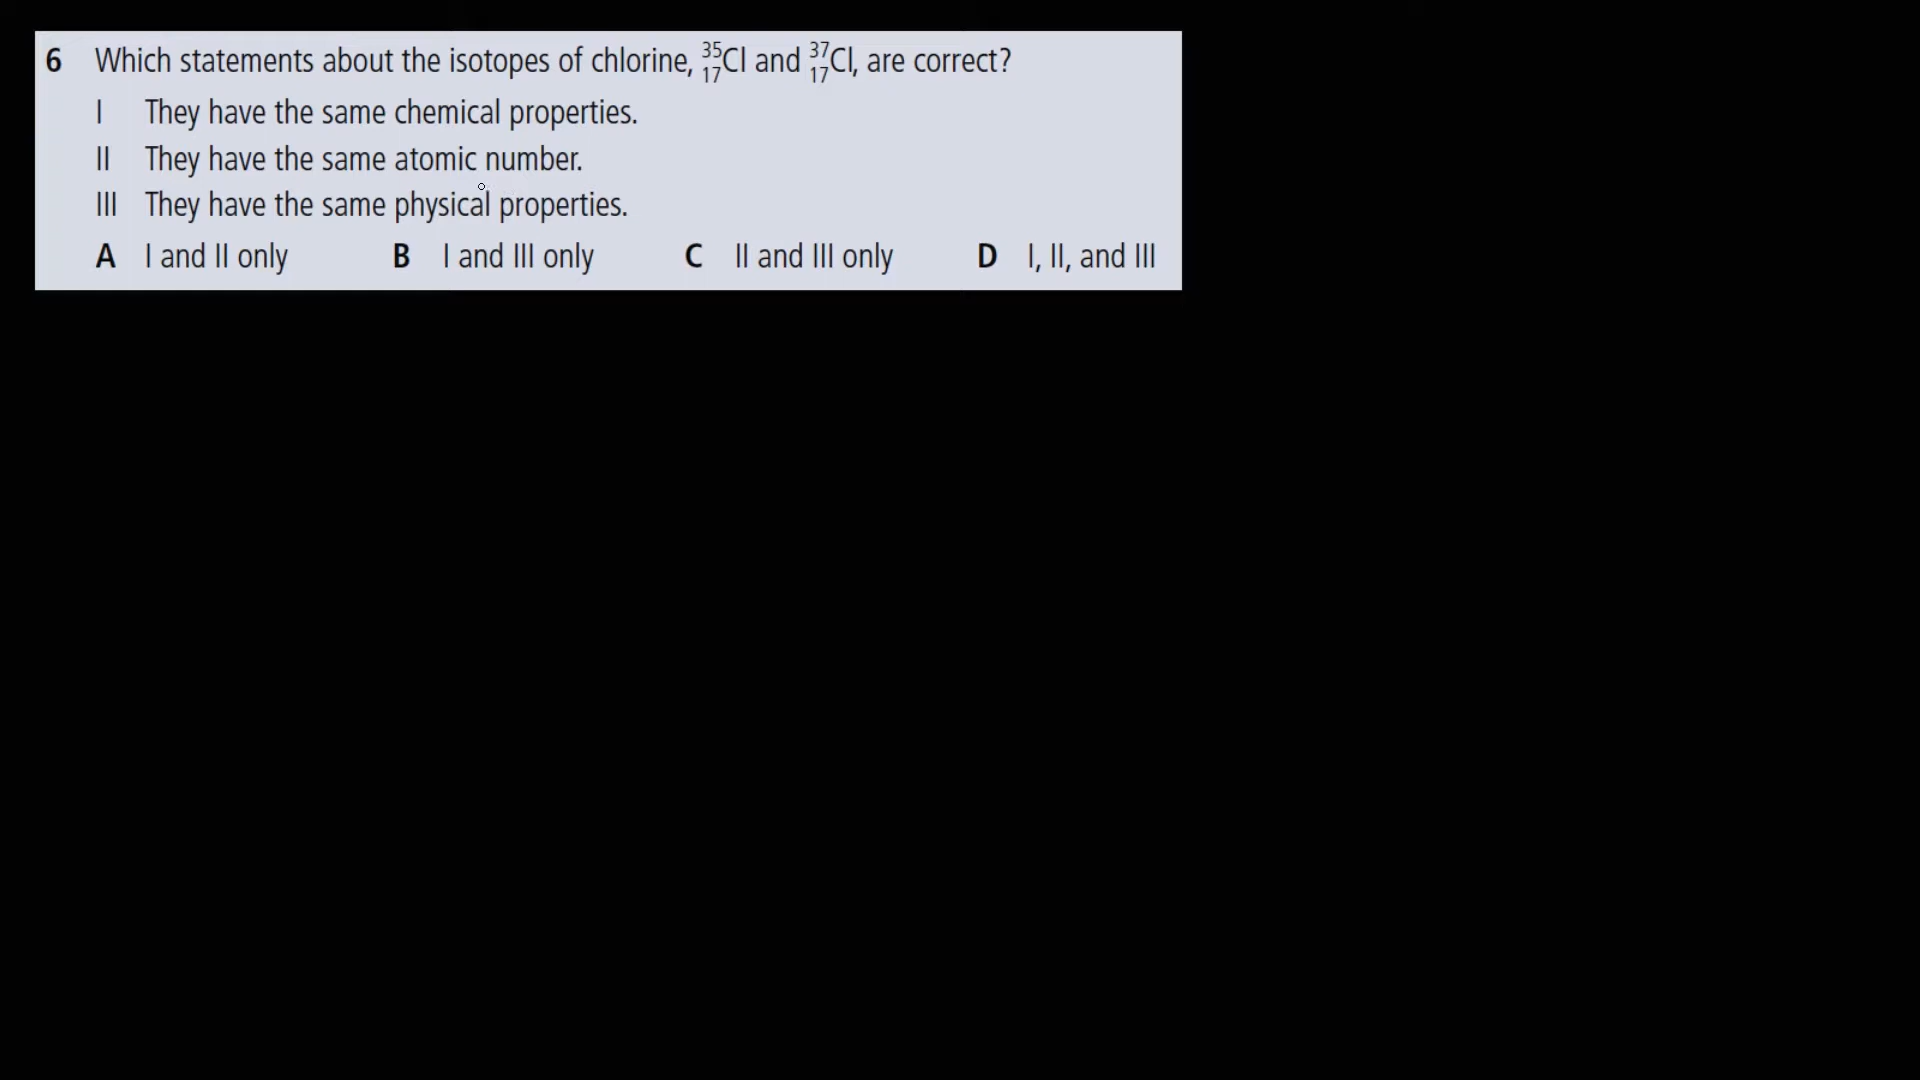 6 Which statements about the isotopes of chlorine, ³⁵₁₇Cl and ³⁷₁₇Cl, are correct?
I They have the same chemical properties.
II They have the same atomic number.
III They have the same physical properties.
A I and II only B I and III only C II and III only D I, II, and III